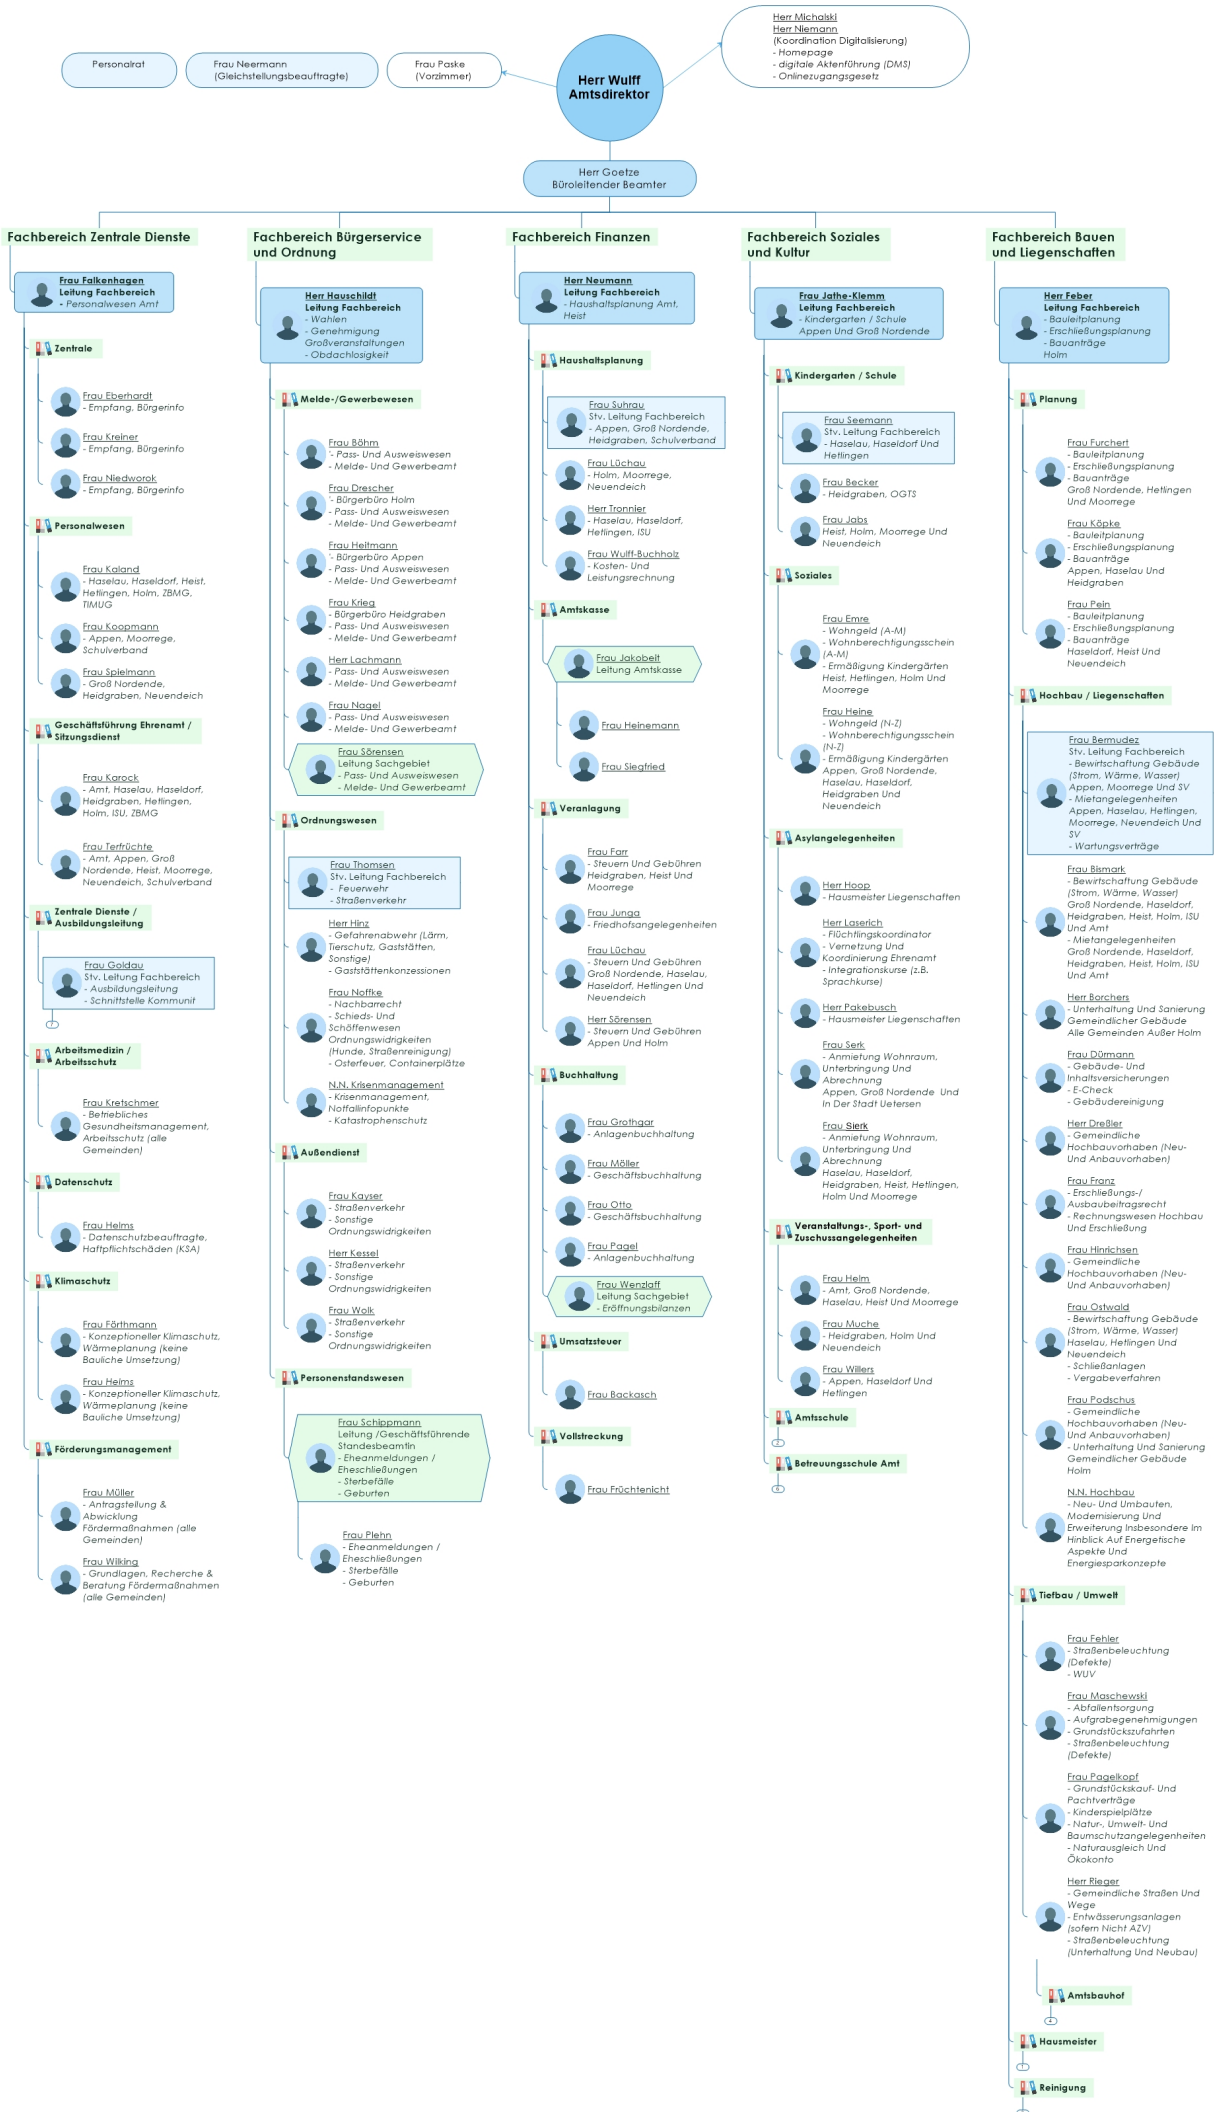 Herr Michalski
Herr Niemann
(Koordination Digitalisierung)
- Homepage
- digitale Aktenführung (DMS)
- Onlinezugangsgesetz
Personalrat
Frau Neermann
(Gleichstellungsbeauftragte)
Frau Paske
(Vorzimmer)
Herr Wulff
Amtsdirektor
Herr Goetze
Büroleitender Beamter
Fachbereich Zentrale Dienste
Frau Falkenhagen
Leitung Fachbereich
- Personalwesen Amt
Zentrale
Frau Eberhardt
- Empfang, Bürgerinfo
Frau Kreiner
- Empfang, Bürgerinfo
Frau Niedworok
- Empfang, Bürgerinfo
Personalwesen
Frau Kaland
- Haselau, Haseldorf, Heist,
Hetlingen, Holm, ZBMG,
TIMUG
Frau Koopmann
- Appen, Moorrege,
Schulverband
Frau Spielmann
- Groß Nordende,
Heidgraben, Neuendeich
Geschäftsführung Ehrenamt /
Sitzungsdienst
Frau Karock
- Amt, Haselau, Haseldorf,
Heidgraben, Hetlingen,
Holm, ISU, ZBMG
Frau Terfrüchte
- Amt, Appen, Groß
Nordende, Heist, Moorrege,
Neuendeich, Schulverband
Zentrale Dienste /
Ausbildungsleitung
Frau Goldau
Stv. Leitung Fachbereich
- Ausbildungsleitung
- Schnittstelle Kommunit
Arbeitsmedizin /
Arbeitsschutz
Frau Kretschmer
- Betriebliches
Gesundheitsmanagement,
Arbeitsschutz (alle
Gemeinden)
Datenschutz
Frau Helms
- Datenschutzbeauftragte,
Haftpflichtschäden (KSA)
Klimaschutz
Frau Förthmann
- Konzeptioneller Klimaschutz,
Wärmeplanung (keine
Bauliche Umsetzung)
Frau Helms
- Konzeptioneller Klimaschutz,
Wärmeplanung (keine
Bauliche Umsetzung)
Förderungsmanagement
Frau Müller
- Antragstellung &
Abwicklung
Fördermaßnahmen (alle
Gemeinden)
Frau Wilking
- Grundlagen, Recherche &
Beratung Fördermaßnahmen
(alle Gemeinden)
Fachbereich Bürgerservice
und Ordnung
Herr Hauschildt
Leitung Fachbereich
- Wahlen
- Genehmigung
Großveranstaltungen
- Obdachlosigkeit
Melde-/Gewerbewesen
Frau Böhm
'- Pass- Und Ausweiswesen
- Melde- Und Gewerbeamt
Frau Drescher
'- Bürgerbüro Holm
- Pass- Und Ausweiswesen
- Melde- Und Gewerbeamt
Frau Heitmann
'- Bürgerbüro Appen
- Pass- Und Ausweiswesen
- Melde- Und Gewerbeamt
Frau Krieg
- Bürgerbüro Heidgraben
- Pass- Und Ausweiswesen
- Melde- Und Gewerbeamt
Herr Lachmann
- Pass- Und Ausweiswesen
- Melde- Und Gewerbeamt
Frau Nagel
- Pass- Und Ausweiswesen
- Melde- Und Gewerbeamt
Frau Sörensen
Leitung Sachgebiet
- Pass- Und Ausweiswesen
- Melde- Und Gewerbeamt
Ordnungswesen
Frau Thomsen
Stv. Leitung Fachbereich
- Feuerwehr
- Straßenverkehr
Herr Hinz
- Gefahrenabwehr (Lärm,
Tierschutz, Gaststätten,
Sonstige)
- Gaststättenkonzessionen
Frau Noffke
- Nachbarrecht
- Schieds- Und
Schöffenwesen
Ordnungswidrigkeiten
(Hunde, Straßenreinigung)
- Osterfeuer, Containerplätze
N.N. Krisenmanagement
- Krisenmanagement,
Notfallinfopunkte
- Katastrophenschutz
Außendienst
Frau Kayser
- Straßenverkehr
- Sonstige
Ordnungswidrigkeiten
Herr Kessel
- Straßenverkehr
- Sonstige
Ordnungswidrigkeiten
Frau Wolk
- Straßenverkehr
- Sonstige
Ordnungswidrigkeiten
Personenstandswesen
Frau Schippmann
Leitung /Geschäftsführende
Standesbeamtin
- Eheanmeldungen /
Eheschließungen
- Sterbefälle
- Geburten
Frau Plehn
- Eheanmeldungen /
Eheschließungen
- Sterbefälle
- Geburten
Fachbereich Finanzen
Herr Neumann
Leitung Fachbereich
- Haushaltsplanung Amt,
Heist
Haushaltsplanung
Frau Suhrau
Stv. Leitung Fachbereich
- Appen, Groß Nordende,
Heidgraben, Schulverband
Frau Lüchau
- Holm, Moorrege,
Neuendeich
Herr Tronnier
- Haselau, Haseldorf,
Hetlingen, ISU
Frau Wulff-Buchholz
- Kosten- Und
Leistungsrechnung
Amtskasse
Frau Jakobeit
Leitung Amtskasse
Frau Heinemann
Frau Siegfried
Veranlagung
Frau Farr
- Steuern Und Gebühren
Heidgraben, Heist Und
Moorrege
Frau Junga
- Friedhofsangelegenheiten
Frau Lüchau
- Steuern Und Gebühren
Groß Nordende, Haselau,
Haseldorf, Hetlingen Und
Neuendeich
Herr Sörensen
- Steuern Und Gebühren
Appen Und Holm
Buchhaltung
Frau Grothgar
- Anlagenbuchhaltung
Frau Möller
- Geschäftsbuchhaltung
Frau Otto
- Geschäftsbuchhaltung
Frau Pagel
- Anlagenbuchhaltung
Frau Wenzlaff
Leitung Sachgebiet
- Eröffnungsbilanzen
Umsatzsteuer
Frau Backasch
Vollstreckung
Frau Früchtenicht
Fachbereich Soziales
und Kultur
Frau Jathe-Klemm
Leitung Fachbereich
- Kindergarten / Schule
Appen Und Groß Nordende
Kindergarten / Schule
Frau Seemann
Stv. Leitung Fachbereich
- Haselau, Haseldorf Und
Hetlingen
Frau Becker
- Heidgraben, OGTS
Frau Jabs
Heist, Holm, Moorrege Und
Neuendeich
Soziales
Frau Emre
- Wohngeld (A-M)
- Wohnberechtigungsschein
(A-M)
- Ermäßigung Kindergärten
Heist, Hetlingen, Holm Und
Moorrege
Frau Heine
- Wohngeld (N-Z)
- Wohnberechtigungsschein
(N-Z)
- Ermäßigung Kindergärten
Appen, Groß Nordende,
Haselau, Haseldorf,
Heidgraben Und
Neuendeich
Asylangelegenheiten
Herr Hoop
- Hausmeister Liegenschaften
Herr Laserich
- Flüchtlingskoordinator
- Vernetzung Und
Koordinierung Ehrenamt
- Integrationskurse (z.B.
Sprachkurse)
Herr Pakebusch
- Hausmeister Liegenschaften
Frau Serk
- Anmietung Wohnraum,
Unterbringung Und
Abrechnung
Appen, Groß Nordende Und
In Der Stadt Uetersen
Frau Sierk
- Anmietung Wohnraum,
Unterbringung Und
Abrechnung
Haselau, Haseldorf,
Heidgraben, Heist, Hetlingen,
Holm Und Moorrege
Veranstaltungs-, Sport- und
Zuschussangelegenheiten
Frau Helm
- Amt, Groß Nordende,
Haselau, Heist Und Moorrege
Frau Muche
- Heidgraben, Holm Und
Neuendeich
Frau Willers
- Appen, Haseldorf Und
Hetlingen
Amtsschule
Betreuungsschule Amt
Fachbereich Bauen
und Liegenschaften
Herr Feber
Leitung Fachbereich
- Bauleitplanung
- Erschließungsplanung
- Bauanträge
Holm
Planung
Frau Furchert
- Bauleitplanung
- Erschließungsplanung
- Bauanträge
Groß Nordende, Hetlingen
Und Moorrege
Frau Köpke
- Bauleitplanung
- Erschließungsplanung
- Bauanträge
Appen, Haselau Und
Heidgraben
Frau Pein
- Bauleitplanung
- Erschließungsplanung
- Bauanträge
Haseldorf, Heist Und
Neuendeich
Hochbau / Liegenschaften
Frau Bermudez
Stv. Leitung Fachbereich
- Bewirtschaftung Gebäude
(Strom, Wärme, Wasser)
Appen, Moorrege Und SV
- Mietangelegenheiten
Appen, Haselau, Hetlingen,
Moorrege, Neuendeich Und
SV
- Wartungsverträge
Frau Bismark
- Bewirtschaftung Gebäude
(Strom, Wärme, Wasser)
Groß Nordende, Haseldorf,
Heidgraben, Heist, Holm, ISU
Und Amt
- Mietangelegenheiten
Groß Nordende, Haseldorf,
Heidgraben, Heist, Holm, ISU
Und Amt
Herr Borchers
- Unterhaltung Und Sanierung
Gemeindlicher Gebäude
Alle Gemeinden Außer Holm
Frau Dürmann
- Gebäude- Und
Inhaltsversicherungen
- E-Check
- Gebäudereinigung
Herr Dreßler
- Gemeindliche
Hochbauvorhaben (Neu-
Und Anbauvorhaben)
Frau Franz
- Erschließungs-/
Ausbaubeitragsrecht
- Rechnungswesen Hochbau
Und Erschließung
Frau Hinrichsen
- Gemeindliche
Hochbauvorhaben (Neu-
Und Anbauvorhaben)
Frau Ostwald
- Bewirtschaftung Gebäude
(Strom, Wärme, Wasser)
Haselau, Hetlingen Und
Neuendeich
- Schließanlagen
- Vergabeverfahren
Frau Podschus
- Gemeindliche
Hochbauvorhaben (Neu-
Und Anbauvorhaben)
- Unterhaltung Und Sanierung
Gemeindlicher Gebäude
Holm
N.N. Hochbau
- Neu- Und Umbauten,
Modernisierung Und
Erweiterung Insbesondere Im
Hinblick Auf Energetische
Aspekte Und
Energiesparkonzepte
Tiefbau / Umwelt
Frau Fehler
- Straßenbeleuchtung
(Defekte)
- WUV
Frau Maschewski
- Abfallentsorgung
- Aufgrabegenehmigungen
- Grundstückszufahrten
- Straßenbeleuchtung
(Defekte)
Frau Pagelkopf
- Grundstückskauf- Und
Pachtverträge
- Kinderspielplätze
- Natur-, Umwelt- Und
Baumschutzangelegenheiten
- Naturausgleich Und
Ökokonto
Herr Rieger
- Gemeindliche Straßen Und
Wege
- Entwässerungsanlagen
(sofern Nicht AZV)
- Straßenbeleuchtung
(Unterhaltung Und Neubau)
Amtsbauhof
Hausmeister
Reinigung